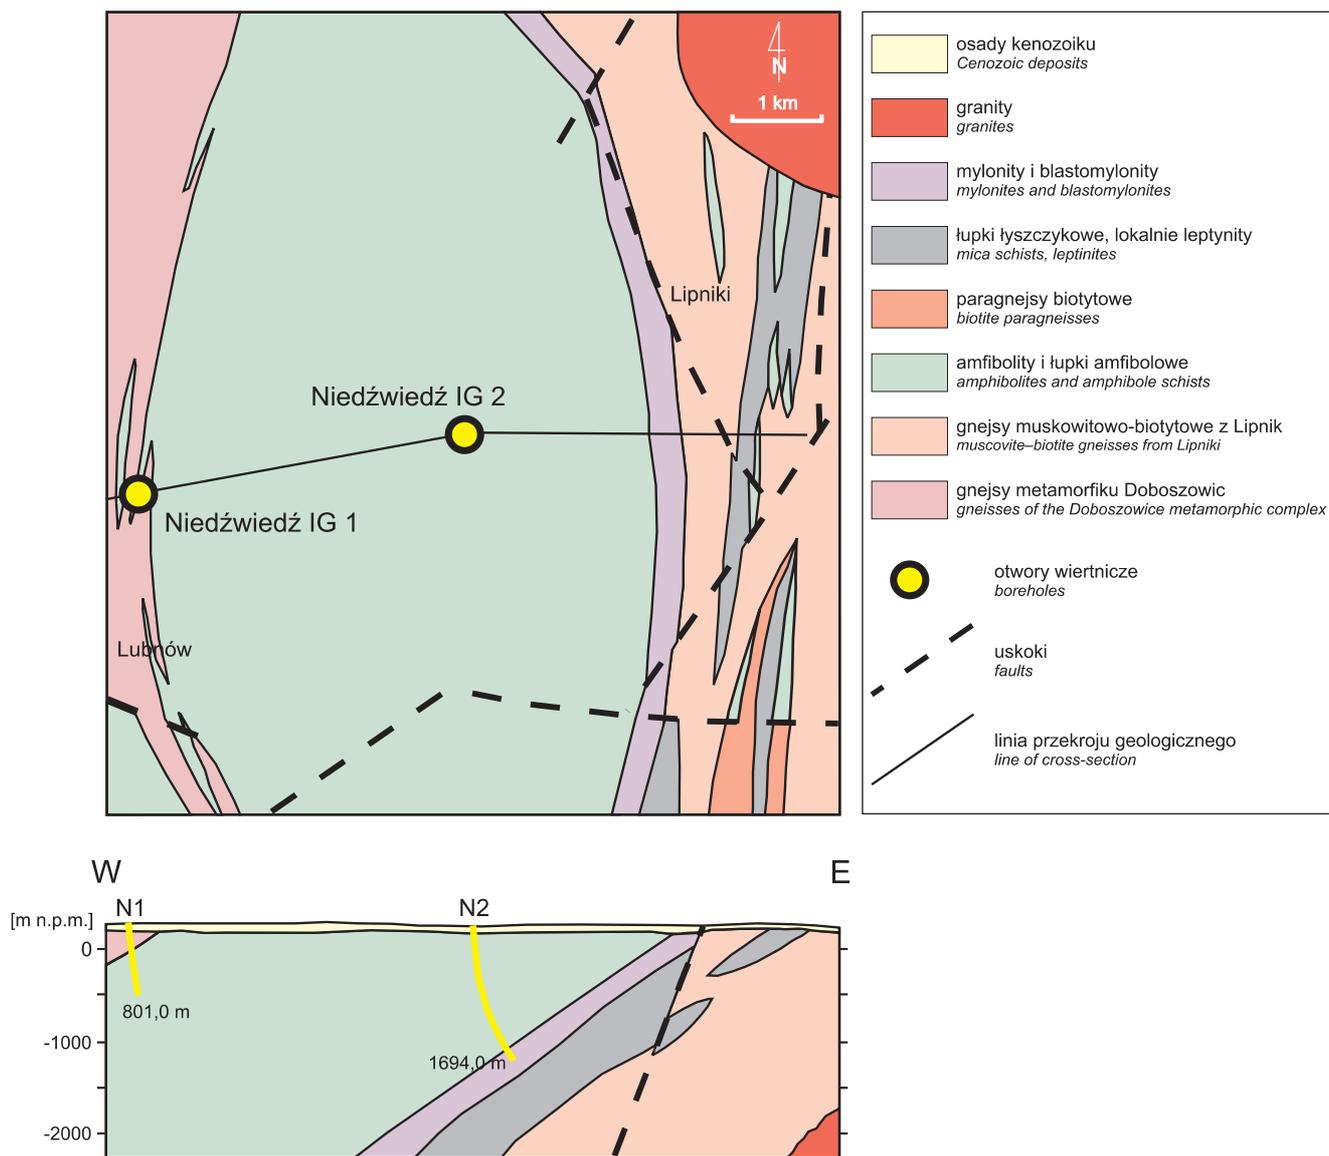 N
1 km
Lipniki
Niedźwiedź IG 2
Niedźwiedź IG 1
Lubnów
osady kenozoiku
Cenozoic deposits
granity
granites
mylonity i blastomylonity
mylonites and blastomylonites
łupki łyszczykowe, lokalnie leptynity
mica schists, leptinites
paragnejsy biotytowe
biotite paragneisses
amfibolity i łupki amfibolowe
amphibolites and amphibole schists
gnejsy muskowitowo-biotytowe z Lipnik
muscovite–biotite gneisses from Lipniki
gnejsy metamorfiku Doboszowic
gneisses of the Doboszowice metamorphic complex
otwory wiertnicze
boreholes
uskoki
faults
linia przekroju geologicznego
line of cross-section
W
E
N1
N2
[m n.p.m.]
0
801,0 m
-1000
1694,0 m
-2000